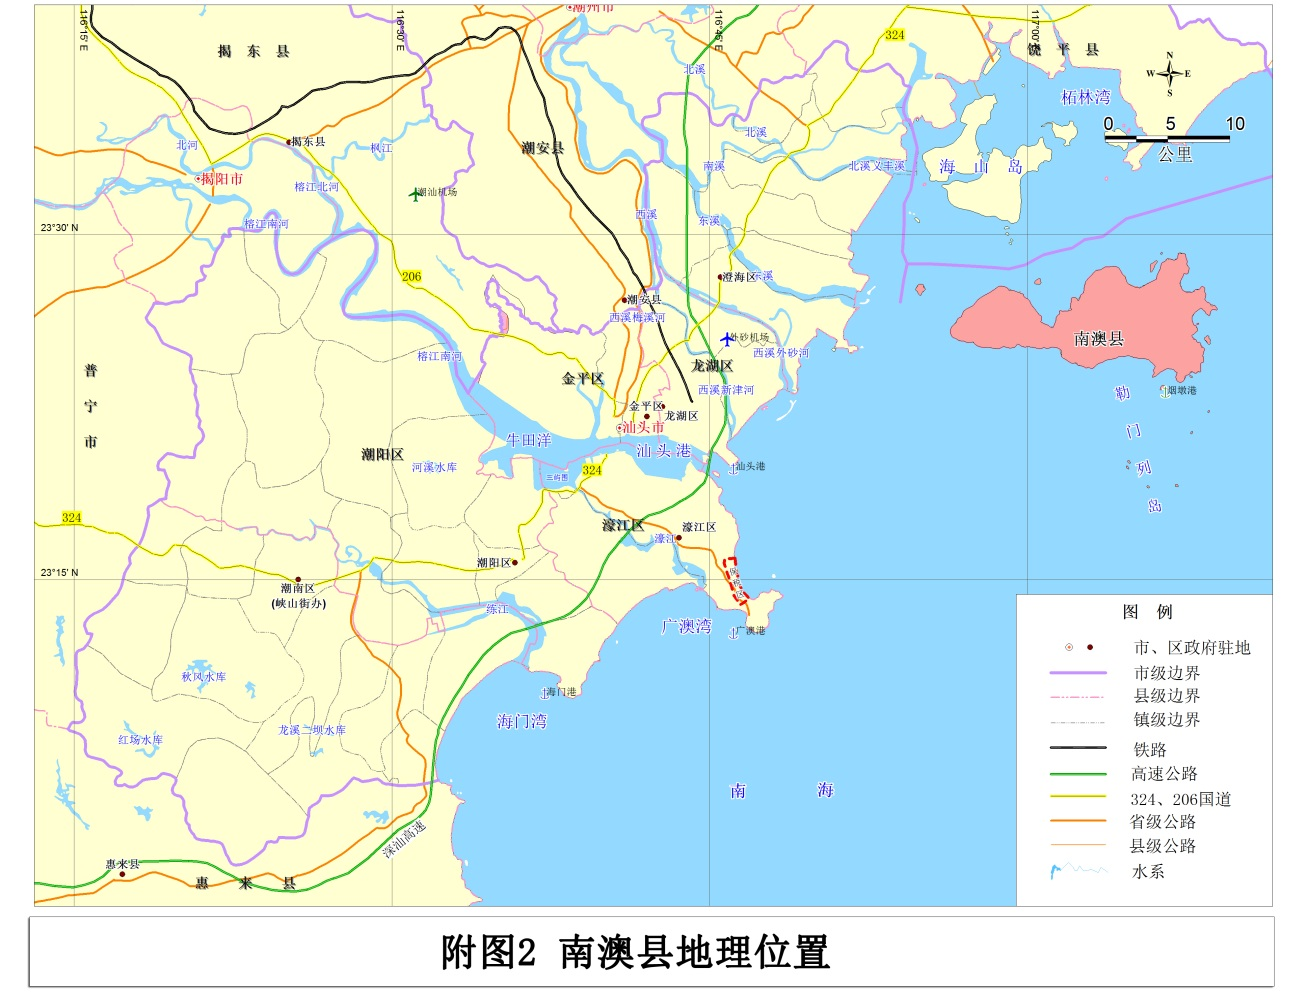 116°15′E
116°30′E
116°45′E
117°00′
潮州市
揭 东 县
饶 平 县
324
N
W E
S
北溪
柘林湾
0 5 10
公里
北河
揭东县
枫江
潮安县
北溪
揭阳市
榕江北河
潮汕机场
南溪
北溪义丰溪
海 山 岛
榕江南河
西溪
东溪
23°30′ N
206
澄海区
东溪
潮安县
西溪梅溪河
外砂机场
南澳县
榕江南河
西溪外砂河
普
宁
市
金平区
龙湖区
西溪新津河
勒
门
列
岛
烟墩港
金平区
龙湖区
汕头市
牛田洋
汕 头 港
潮阳区
河溪水库
324
三屿围
汕头港
324
濠江区
濠江区
濠江
潮阳区
23°15′ N
潮南区
(峡山街办)
保
税
区
练江
广澳湾
广澳港
秋风水库
海门港
海门湾
龙溪二坝水库
红场水库
南 海
深汕高速
惠来县
惠 来 县
图 例
市、区政府驻地
市级边界
县级边界
镇级边界
铁路
高速公路
324、206国道
省级公路
县级公路
水系
附图2 南澳县地理位置